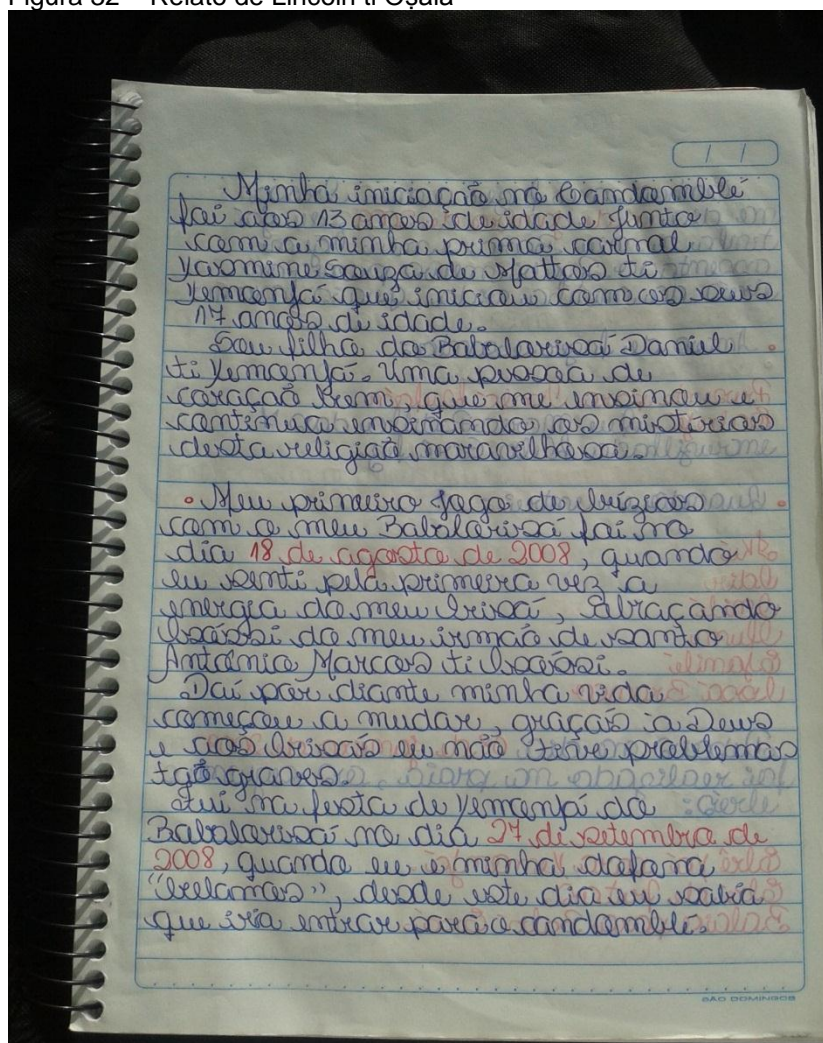 Figura 32 – Relato de Lincoln ti Oṣala
Minha iniciação no Candomblé
foi aos 13 anos de idade junto
com a minha prima carnal
Yasmine Souza de Mattos ti
Yemanjá que iniciou com os seus
17 anos de idade.
Sou filho do Babalorixá Daniel
ti Yemanjá. Uma pessoa de
coração bom, que me ensinou e
continua ensinando os mistérios
desta religião maravilhosa.
• Meu primeiro jogo de búzios
com o meu Babalorixá foi no
dia 18 de agosto de 2008, quando
eu senti pela primeira vez a
energia do meu Orixá, abraçando
Oxóssi do meu irmão de santo
Antônio Marcos ti Oxóssi.
Daí por diante minha vida
começou a mudar, graças a Deus
e aos Orixás eu não tive problemas
tão graves.
Fui na festa de Yemanjá do
Babalorixá no dia 27 de setembro de
2008, quando eu e minha dofona
", desde este dia eu sabia
que iria entrar para o candomblé.
SÃO DOMINGOS